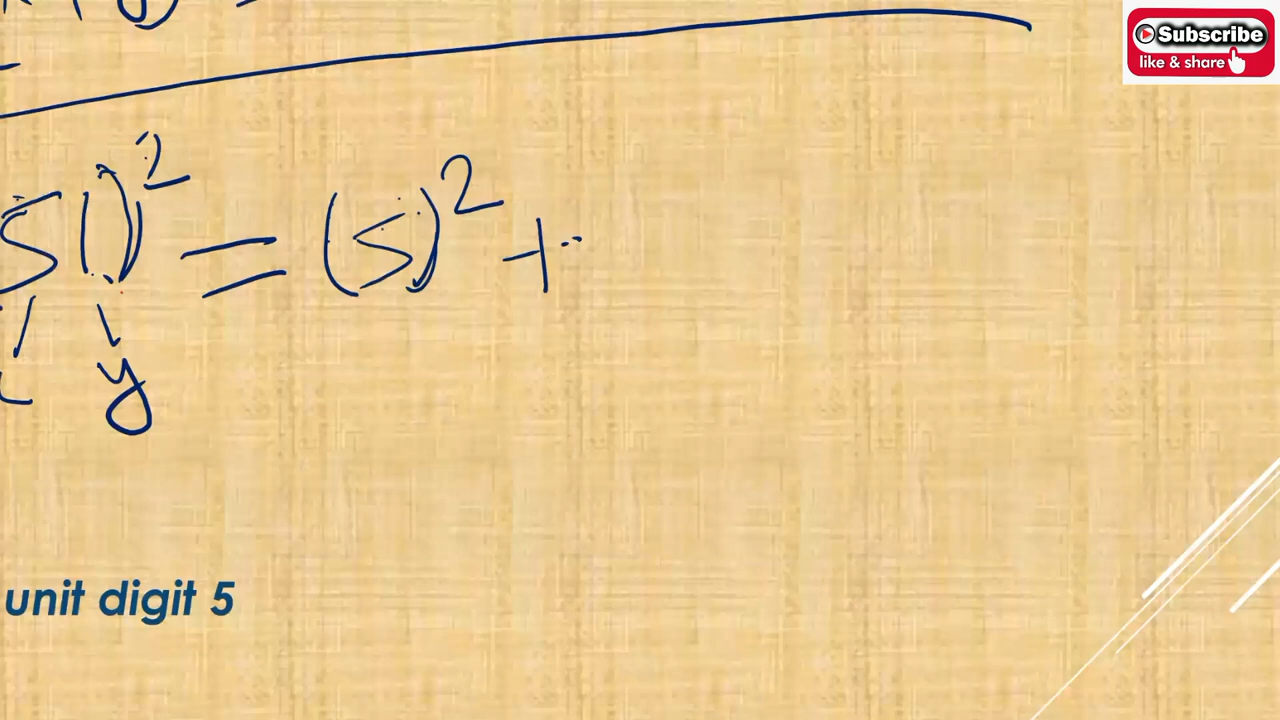 Subscribe
like & share
51)² = (5)² +
y
unit digit 5